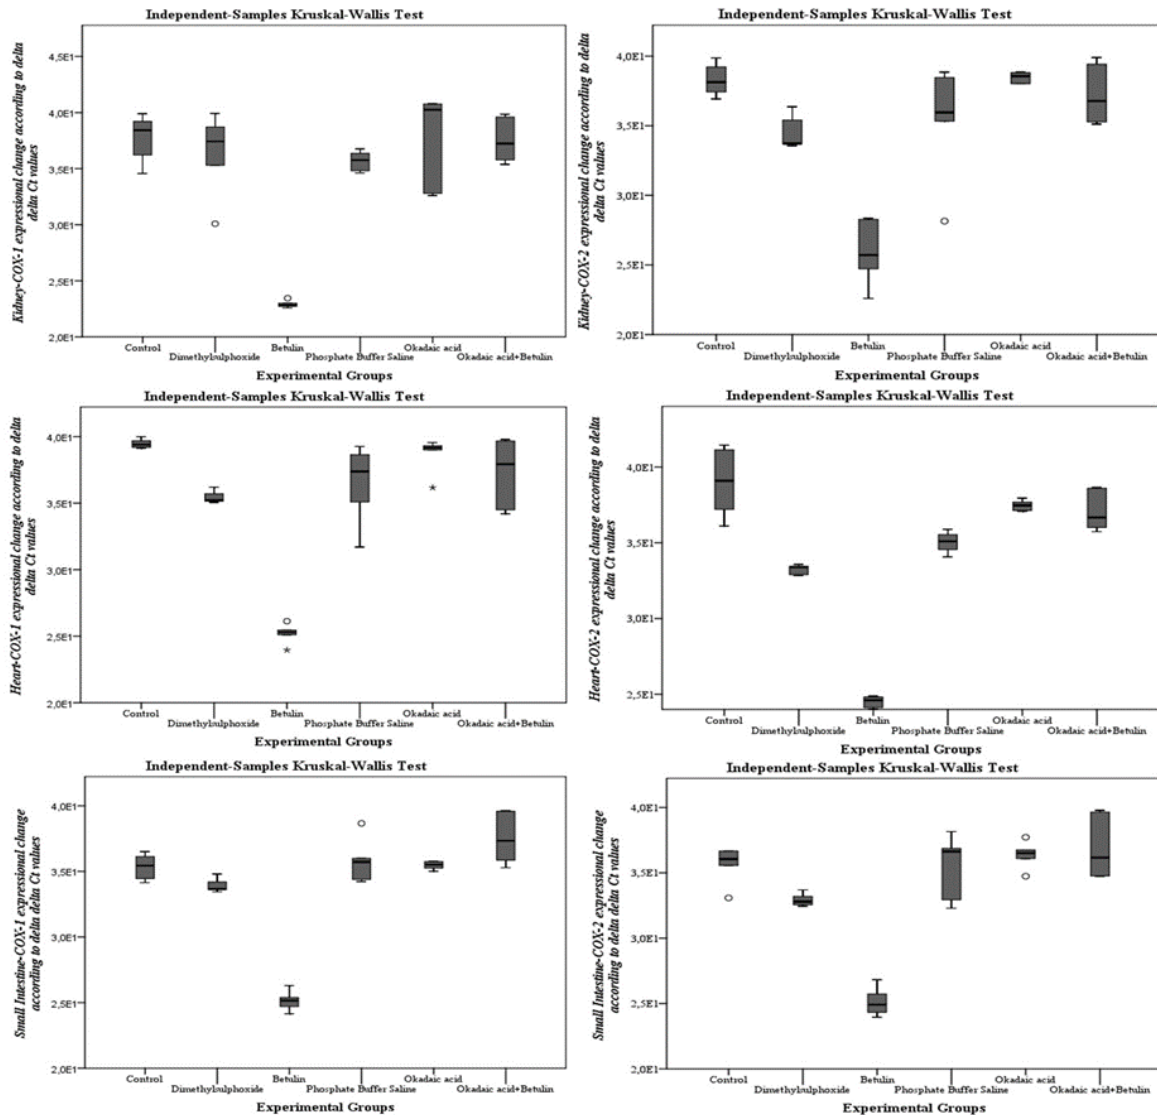 Independent-Samples Kruskal-Wallis Test
Kidney-COX-1 expressional change according to delta
delta Ct values
4,5E1
4,0E1
3,5E1
3,0E1
2,5E1
2,0E1
Control
Dimethylsulphoxide
Betulin
Phosphate Buffer Saline
Okadaic acid
Okadaic acid+Betulin
Experimental Groups
Independent-Samples Kruskal-Wallis Test
Kidney-COX-2 expressional change according to delta
delta Ct values
4,0E1
3,5E1
3,0E1
2,5E1
2,0E1
Control
Dimethylsulphoxide
Betulin
Phosphate Buffer Saline
Okadaic acid
Okadaic acid+Betulin
Experimental Groups
Independent-Samples Kruskal-Wallis Test
Heart-COX-1 expressional change according to delta
delta Ct values
4,0E1
3,5E1
3,0E1
2,5E1
2,0E1
Control
Dimethylsulphoxide
Betulin
Phosphate Buffer Saline
Okadaic acid
Okadaic acid+Betulin
Experimental Groups
Independent-Samples Kruskal-Wallis Test
Heart-COX-2 expressional change according to delta
delta Ct values
4,0E1
3,5E1
3,0E1
2,5E1
Control
Dimethylsulphoxide
Betulin
Phosphate Buffer Saline
Okadaic acid
Okadaic acid+Betulin
Experimental Groups
Independent-Samples Kruskal-Wallis Test
Small Intestine-COX-1 expressional change
according to delta delta Ct values
4,0E1
3,5E1
3,0E1
2,5E1
2,0E1
Control
Dimethylsulphoxide
Betulin
Phosphate Buffer Saline
Okadaic acid
Okadaic acid+Betulin
Experimental Groups
Independent-Samples Kruskal-Wallis Test
Small Intestine-COX-2 expressional change
according to delta delta Ct values
4,0E1
3,5E1
3,0E1
2,5E1
2,0E1
Control
Dimethylsulphoxide
Betulin
Phosphate Buffer Saline
Okadaic acid
Okadaic acid+Betulin
Experimental Groups